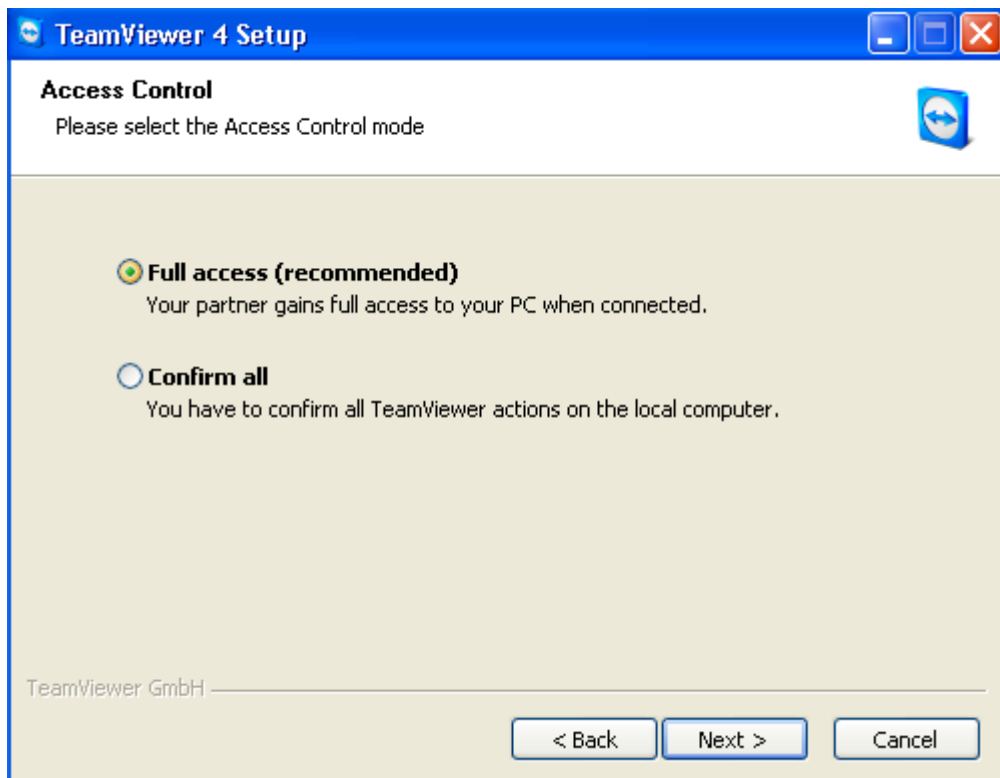 TeamViewer 4 Setup
Access Control
Please select the Access Control mode
Full access (recommended)
Your partner gains full access to your PC when connected.
Confirm all
You have to confirm all TeamViewer actions on the local computer.
TeamViewer GmbH
< Back Next > Cancel